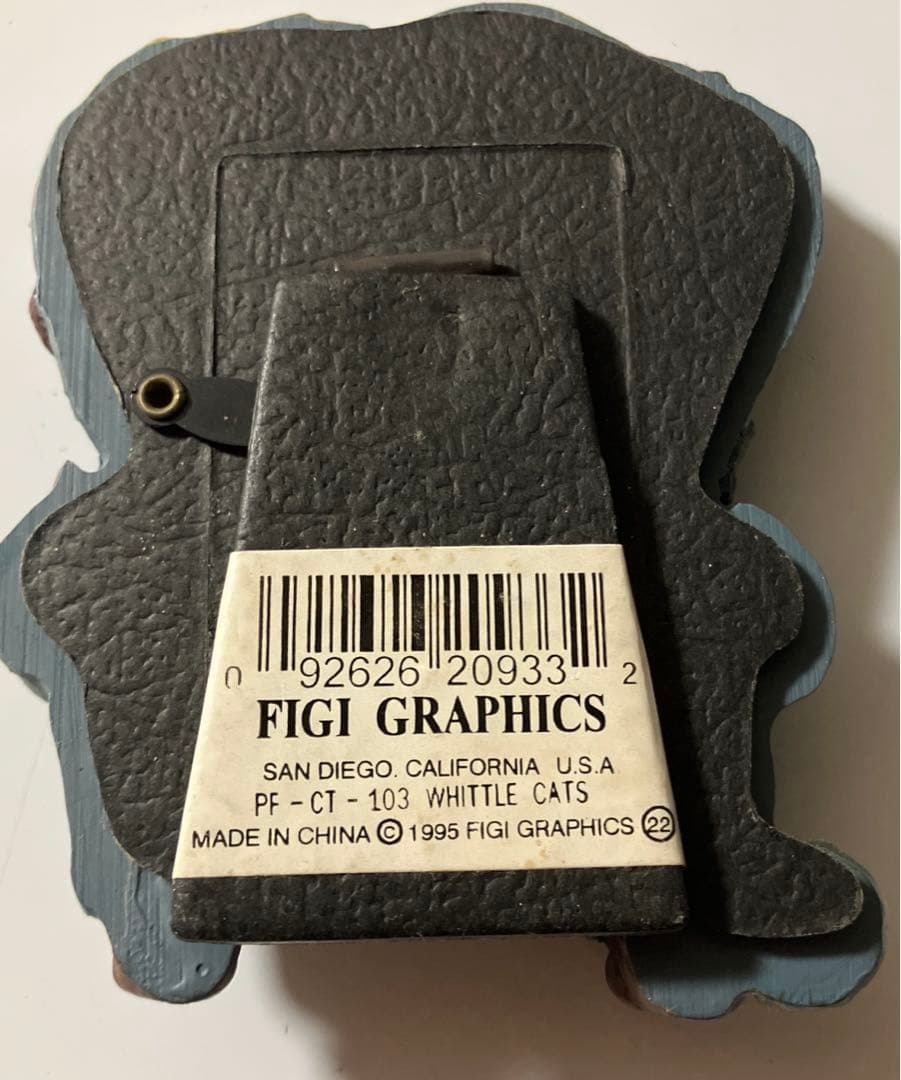 0 92626 20933 2
FIGI GRAPHICS
SAN DIEGO. CALIFORNIA U.S.A
PF - CT - 103 WHITTLE CATS
MADE IN CHINA © 1995 FIGI GRAPHICS 22